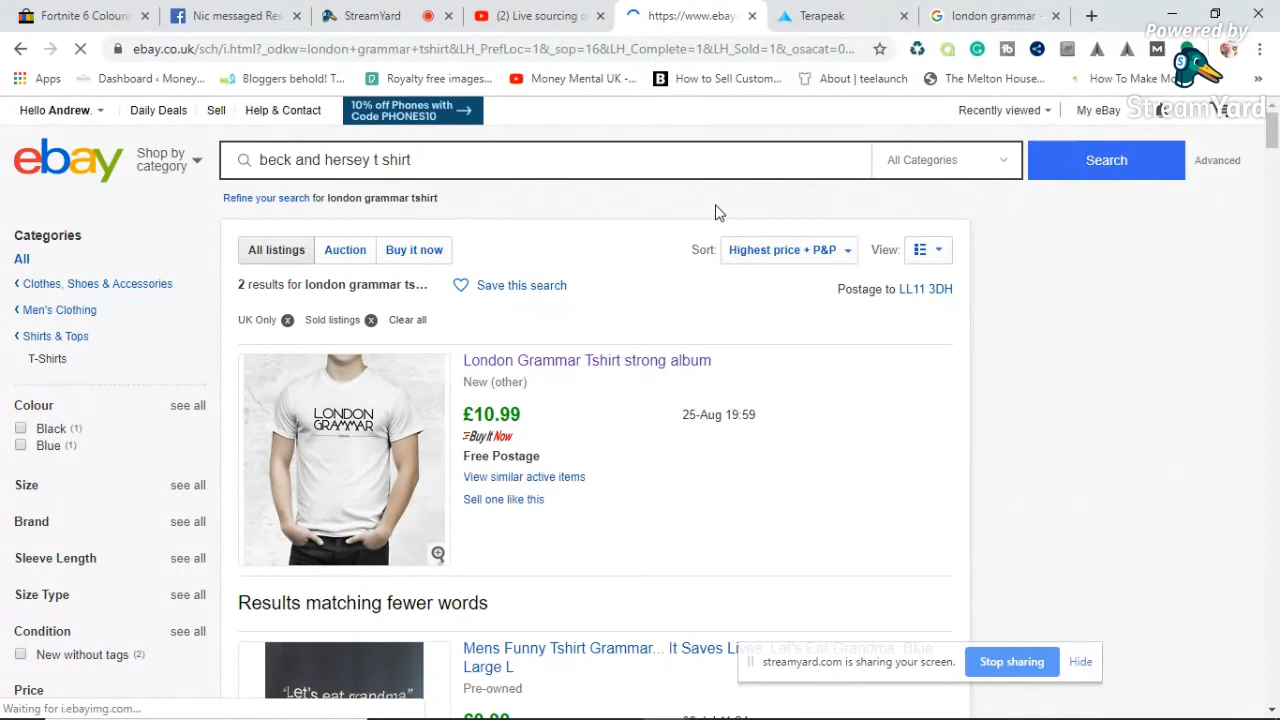 Fortnite 6 Colouri
Nic messaged Res
StreamYard
(2) Live sourcing o
https://www.ebay.
Terapeak
london grammar -
Powered by
StreamYard
ebay.co.uk/sch/i.html?_odkw=london+grammar+tshirt&LH_PrefLoc=1&_sop=16&LH_Complete=1&LH_Sold=1&_osacat=0...
Apps
Dashboard ‹ Money...
Bloggers behold! T...
Royalty free images...
Money Mental UK -...
How to Sell Custom...
About | teelaunch
The Melton House...
How To Make Mo
Hello Andrew.
Daily Deals
Sell
Help & Contact
10% off Phones with
Code PHONES10
Recently viewed
My eBay
ebay
Shop by
category
beck and hersey t shirt
All Categories
Search
Advanced
Refine your search for london grammar tshirt
Categories
All
Clothes, Shoes & Accessories
Men's Clothing
Shirts & Tops
T-Shirts
Colour see all
Black (1)
Blue (1)
Size see all
Brand see all
Sleeve Length see all
Size Type see all
Condition see all
New without tags (2)
Price
All listings
Auction
Buy it now
Sort: Highest price + P&P
View:
2 results for london grammar ts...
Save this search
Postage to LL11 3DH
UK Only
Sold listings
Clear all
LONDON
GRAMMAR
London Grammar Tshirt strong album
New (other)
£10.99
25-Aug 19:59
Buy It Now
Free Postage
View similar active items
Sell one like this
Results matching fewer words
"Let's eat grandma"
Mens Funny Tshirt Grammar... It Saves Lives. Let's Eat Grandma. Blue
Large L
Pre-owned
streamyard.com is sharing your screen.
Stop sharing
Hide
Waiting for i.ebayimg.com...